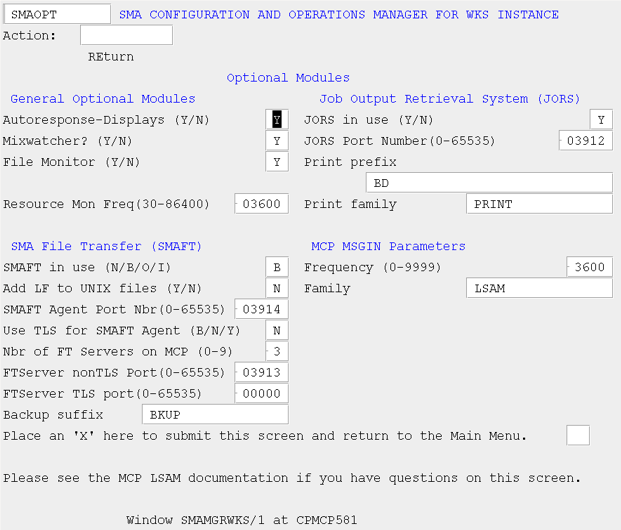 SMAOPT SMA CONFIGURATION AND OPERATIONS MANAGER FOR WKS INSTANCE
Action:
REturn
Optional Modules
General Optional Modules Job Output Retrieval System (JORS)
Autoresponse-Displays (Y/N) Y JORS in use (Y/N) Y
Mixwatcher? (Y/N) Y JORS Port Number(0-65535) 03912
File Monitor (Y/N) Y Print prefix
BD
Resource Mon Freq(30-86400) 03600 Print family PRINT
SMA File Transfer (SMAFT) MCP MSGIN Parameters
SMAFT in use (N/B/O/I) B Frequency (0-9999) 3600
Add LF to UNIX files (Y/N) N Family LSAM
SMAFT Agent Port Nbr(0-65535) 03914
Use TLS for SMAFT Agent (B/N/Y) N
Nbr of FT Servers on MCP (0-9) 3
FTServer nonTLS Port(0-65535) 03913
FTServer TLS port(0-65535) 00000
Backup suffix BKUP
Place an 'X' here to submit this screen and return to the Main Menu.
Please see the MCP LSAM documentation if you have questions on this screen.
Window SMAMGRWKS/1 at CPMCP581